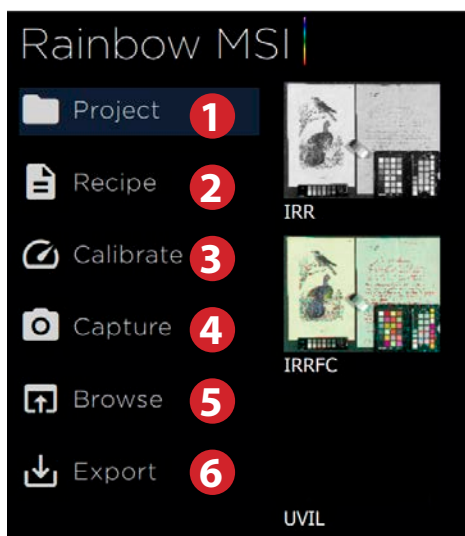 Rainbow MSI
Project 1
Recipe 2
Calibrate 3
Capture 4
Browse 5
Export 6
IRR
IRRFC
UVIL